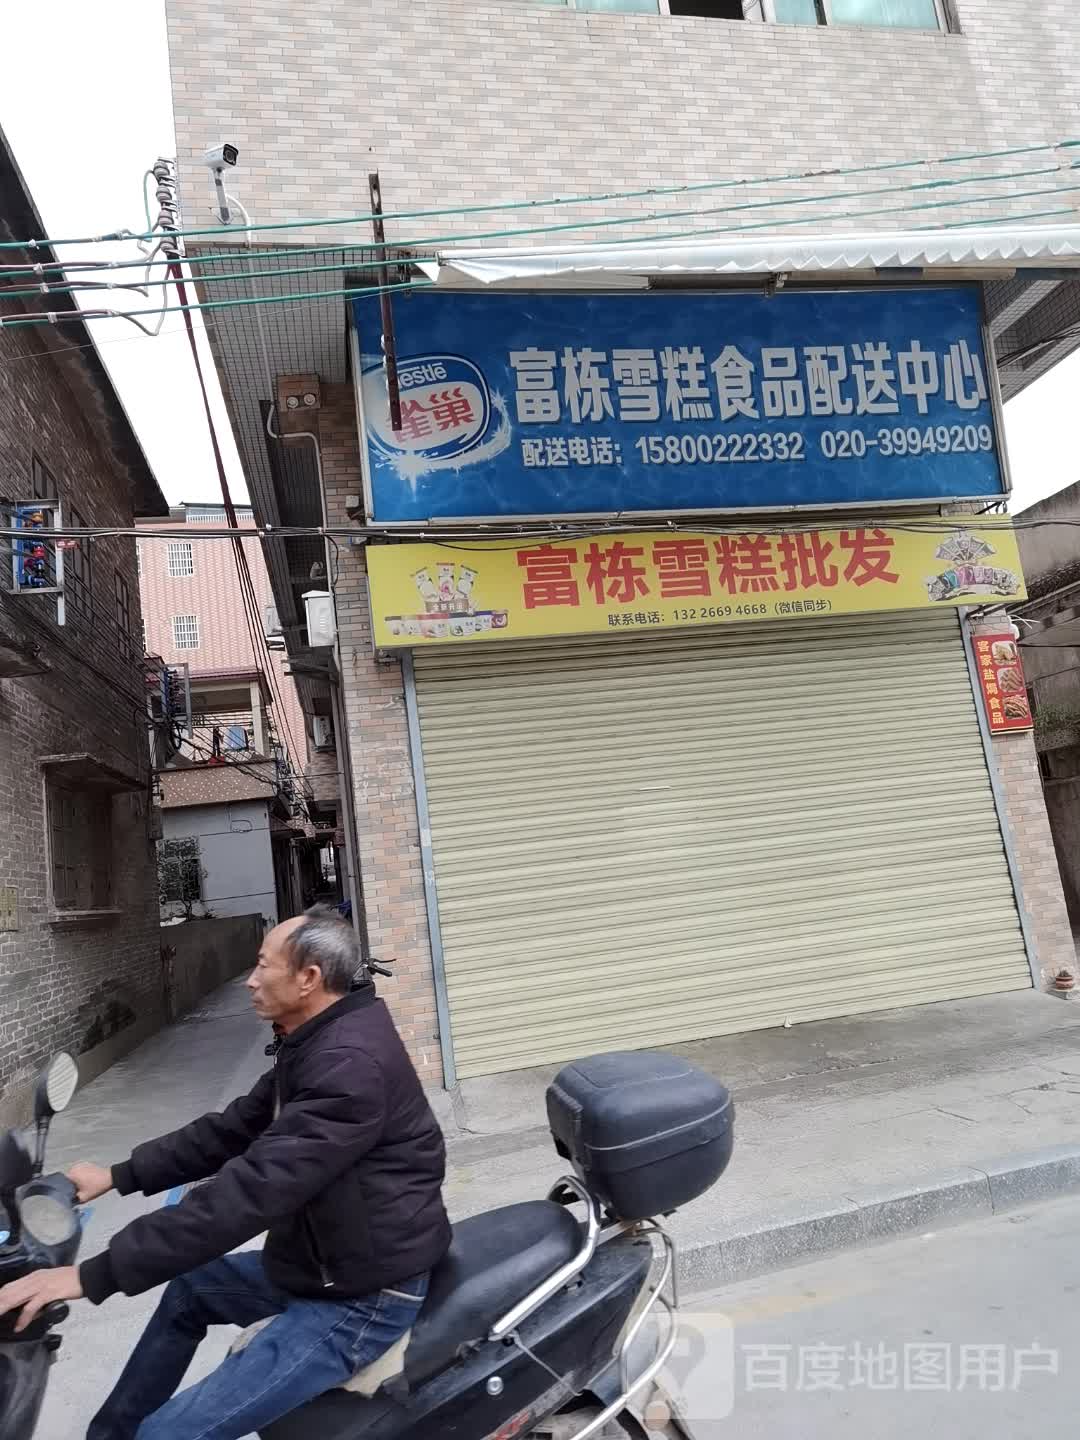 Nestlé
雀巢
富栋雪糕食品配送中心
配送电话：15800222332 020-39949209
富栋雪糕批发
联系电话：132 2669 4668（微信同步）
客家盐焗食品
百度地图用户